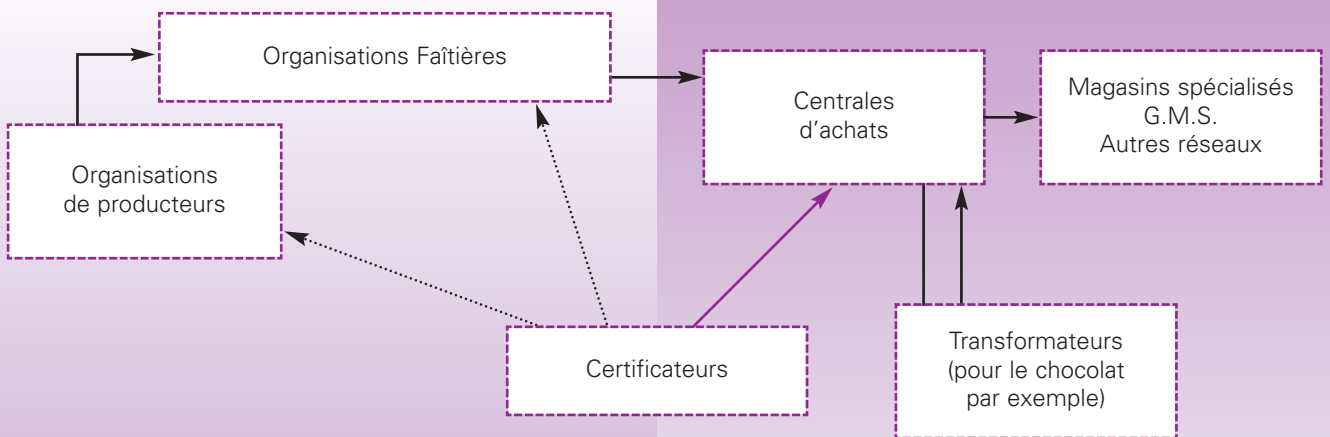 Organisations Faîtières
Organisations
de producteurs
Centrales
d'achats
Magasins spécialisés
G.M.S.
Autres réseaux
Certificateurs
Transformateurs
(pour le chocolat
par exemple)